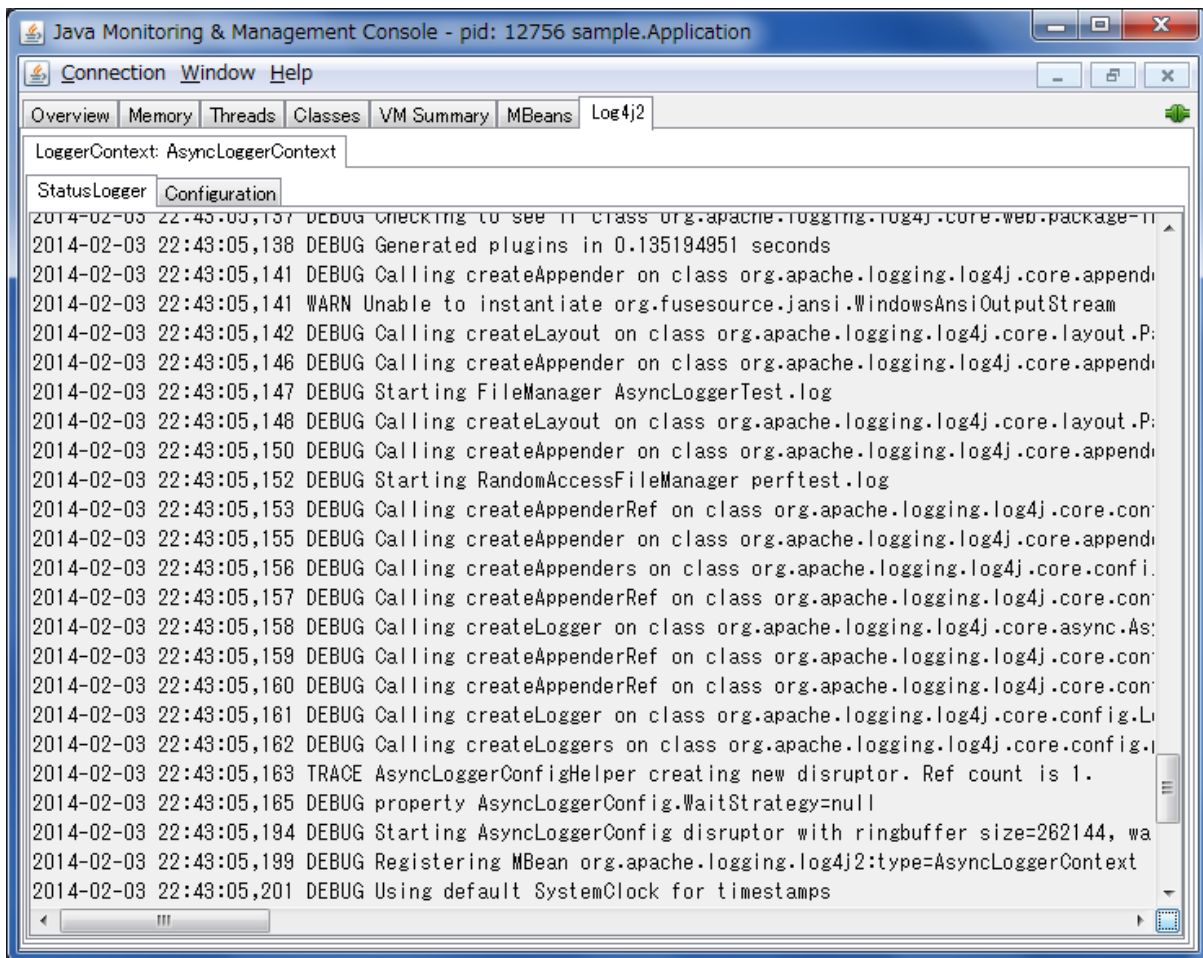 Java Monitoring & Management Console - pid: 12756 sample.Application
Connection Window Help
Overview Memory Threads Classes VM Summary MBeans Log4j2
LoggerContext: AsyncLoggerContext
StatusLogger Configuration
2014-02-03 22:43:05,137 DEBUG Checking to see if class org.apache.logging.log4j.core.web.package-i
2014-02-03 22:43:05,138 DEBUG Generated plugins in 0.135194951 seconds
2014-02-03 22:43:05,141 DEBUG Calling createAppender on class org.apache.logging.log4j.core.append
2014-02-03 22:43:05,141 WARN Unable to instantiate org.fusesource.jansi.WindowsAnsiOutputStream
2014-02-03 22:43:05,142 DEBUG Calling createLayout on class org.apache.logging.log4j.core.layout.P
2014-02-03 22:43:05,146 DEBUG Calling createAppender on class org.apache.logging.log4j.core.append
2014-02-03 22:43:05,147 DEBUG Starting FileManager AsyncLoggerTest.log
2014-02-03 22:43:05,148 DEBUG Calling createLayout on class org.apache.logging.log4j.core.layout.P
2014-02-03 22:43:05,150 DEBUG Calling createAppender on class org.apache.logging.log4j.core.append
2014-02-03 22:43:05,152 DEBUG Starting RandomAccessFileManager perftest.log
2014-02-03 22:43:05,153 DEBUG Calling createAppenderRef on class org.apache.logging.log4j.core.con
2014-02-03 22:43:05,155 DEBUG Calling createAppender on class org.apache.logging.log4j.core.append
2014-02-03 22:43:05,156 DEBUG Calling createAppenders on class org.apache.logging.log4j.core.confi
2014-02-03 22:43:05,157 DEBUG Calling createAppenderRef on class org.apache.logging.log4j.core.con
2014-02-03 22:43:05,158 DEBUG Calling createLogger on class org.apache.logging.log4j.core.async.As
2014-02-03 22:43:05,159 DEBUG Calling createAppenderRef on class org.apache.logging.log4j.core.con
2014-02-03 22:43:05,160 DEBUG Calling createAppenderRef on class org.apache.logging.log4j.core.con
2014-02-03 22:43:05,161 DEBUG Calling createLogger on class org.apache.logging.log4j.core.config.L
2014-02-03 22:43:05,162 DEBUG Calling createLoggers on class org.apache.logging.log4j.core.config.
2014-02-03 22:43:05,163 TRACE AsyncLoggerConfigHelper creating new disruptor. Ref count is 1.
2014-02-03 22:43:05,165 DEBUG property AsyncLoggerConfig.WaitStrategy=null
2014-02-03 22:43:05,194 DEBUG Starting AsyncLoggerConfig disruptor with ringbuffer size=262144, wa
2014-02-03 22:43:05,199 DEBUG Registering MBean org.apache.logging.log4j2:type=AsyncLoggerContext
2014-02-03 22:43:05,201 DEBUG Using default SystemClock for timestamps